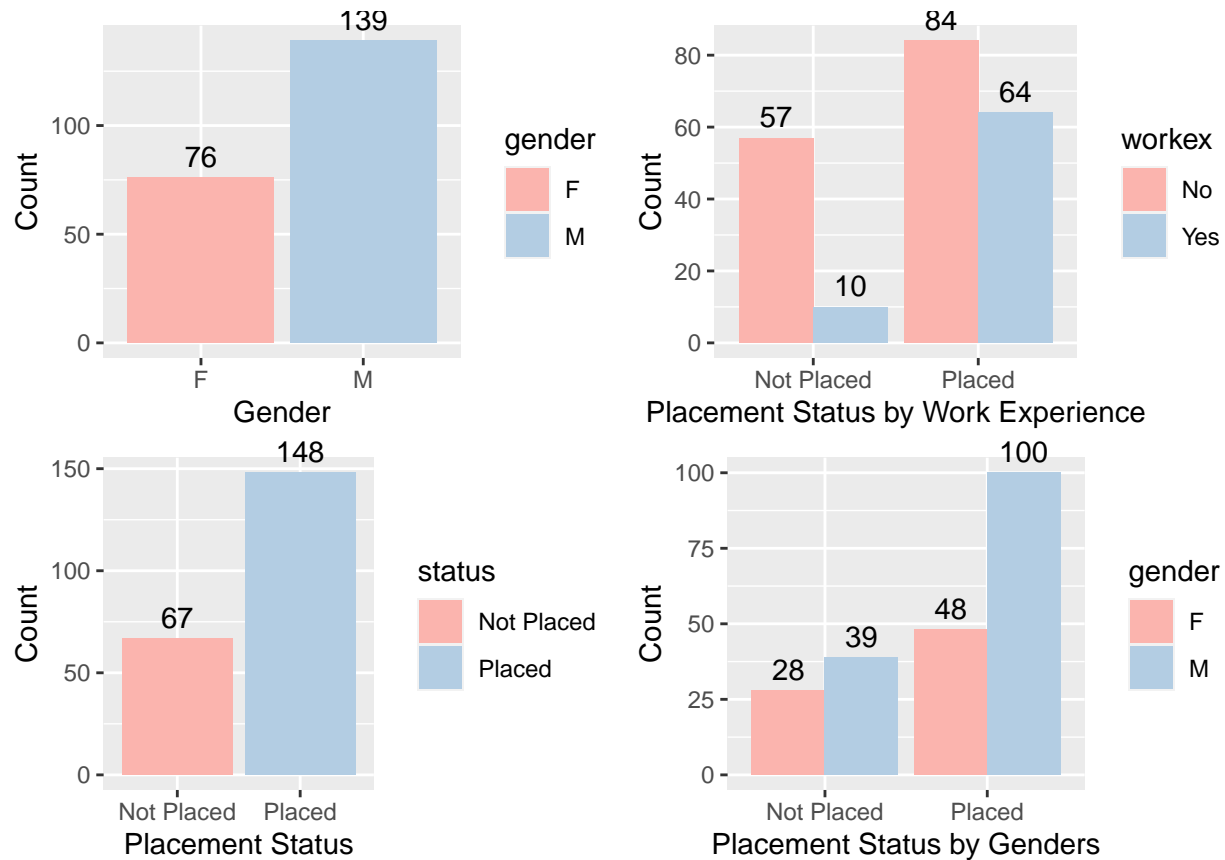 139
100
50
0
Count
76
F
M
Gender
gender
F
M
84
80
60
40
20
0
Count
57
10
64
Not Placed
Placed
Placement Status by Work Experience
workex
No
Yes
148
150
100
50
0
Count
67
Not Placed
Placed
Placement Status
status
Not Placed
Placed
100
100
75
50
25
0
Count
28
39
48
Not Placed
Placed
Placement Status by Genders
gender
F
M